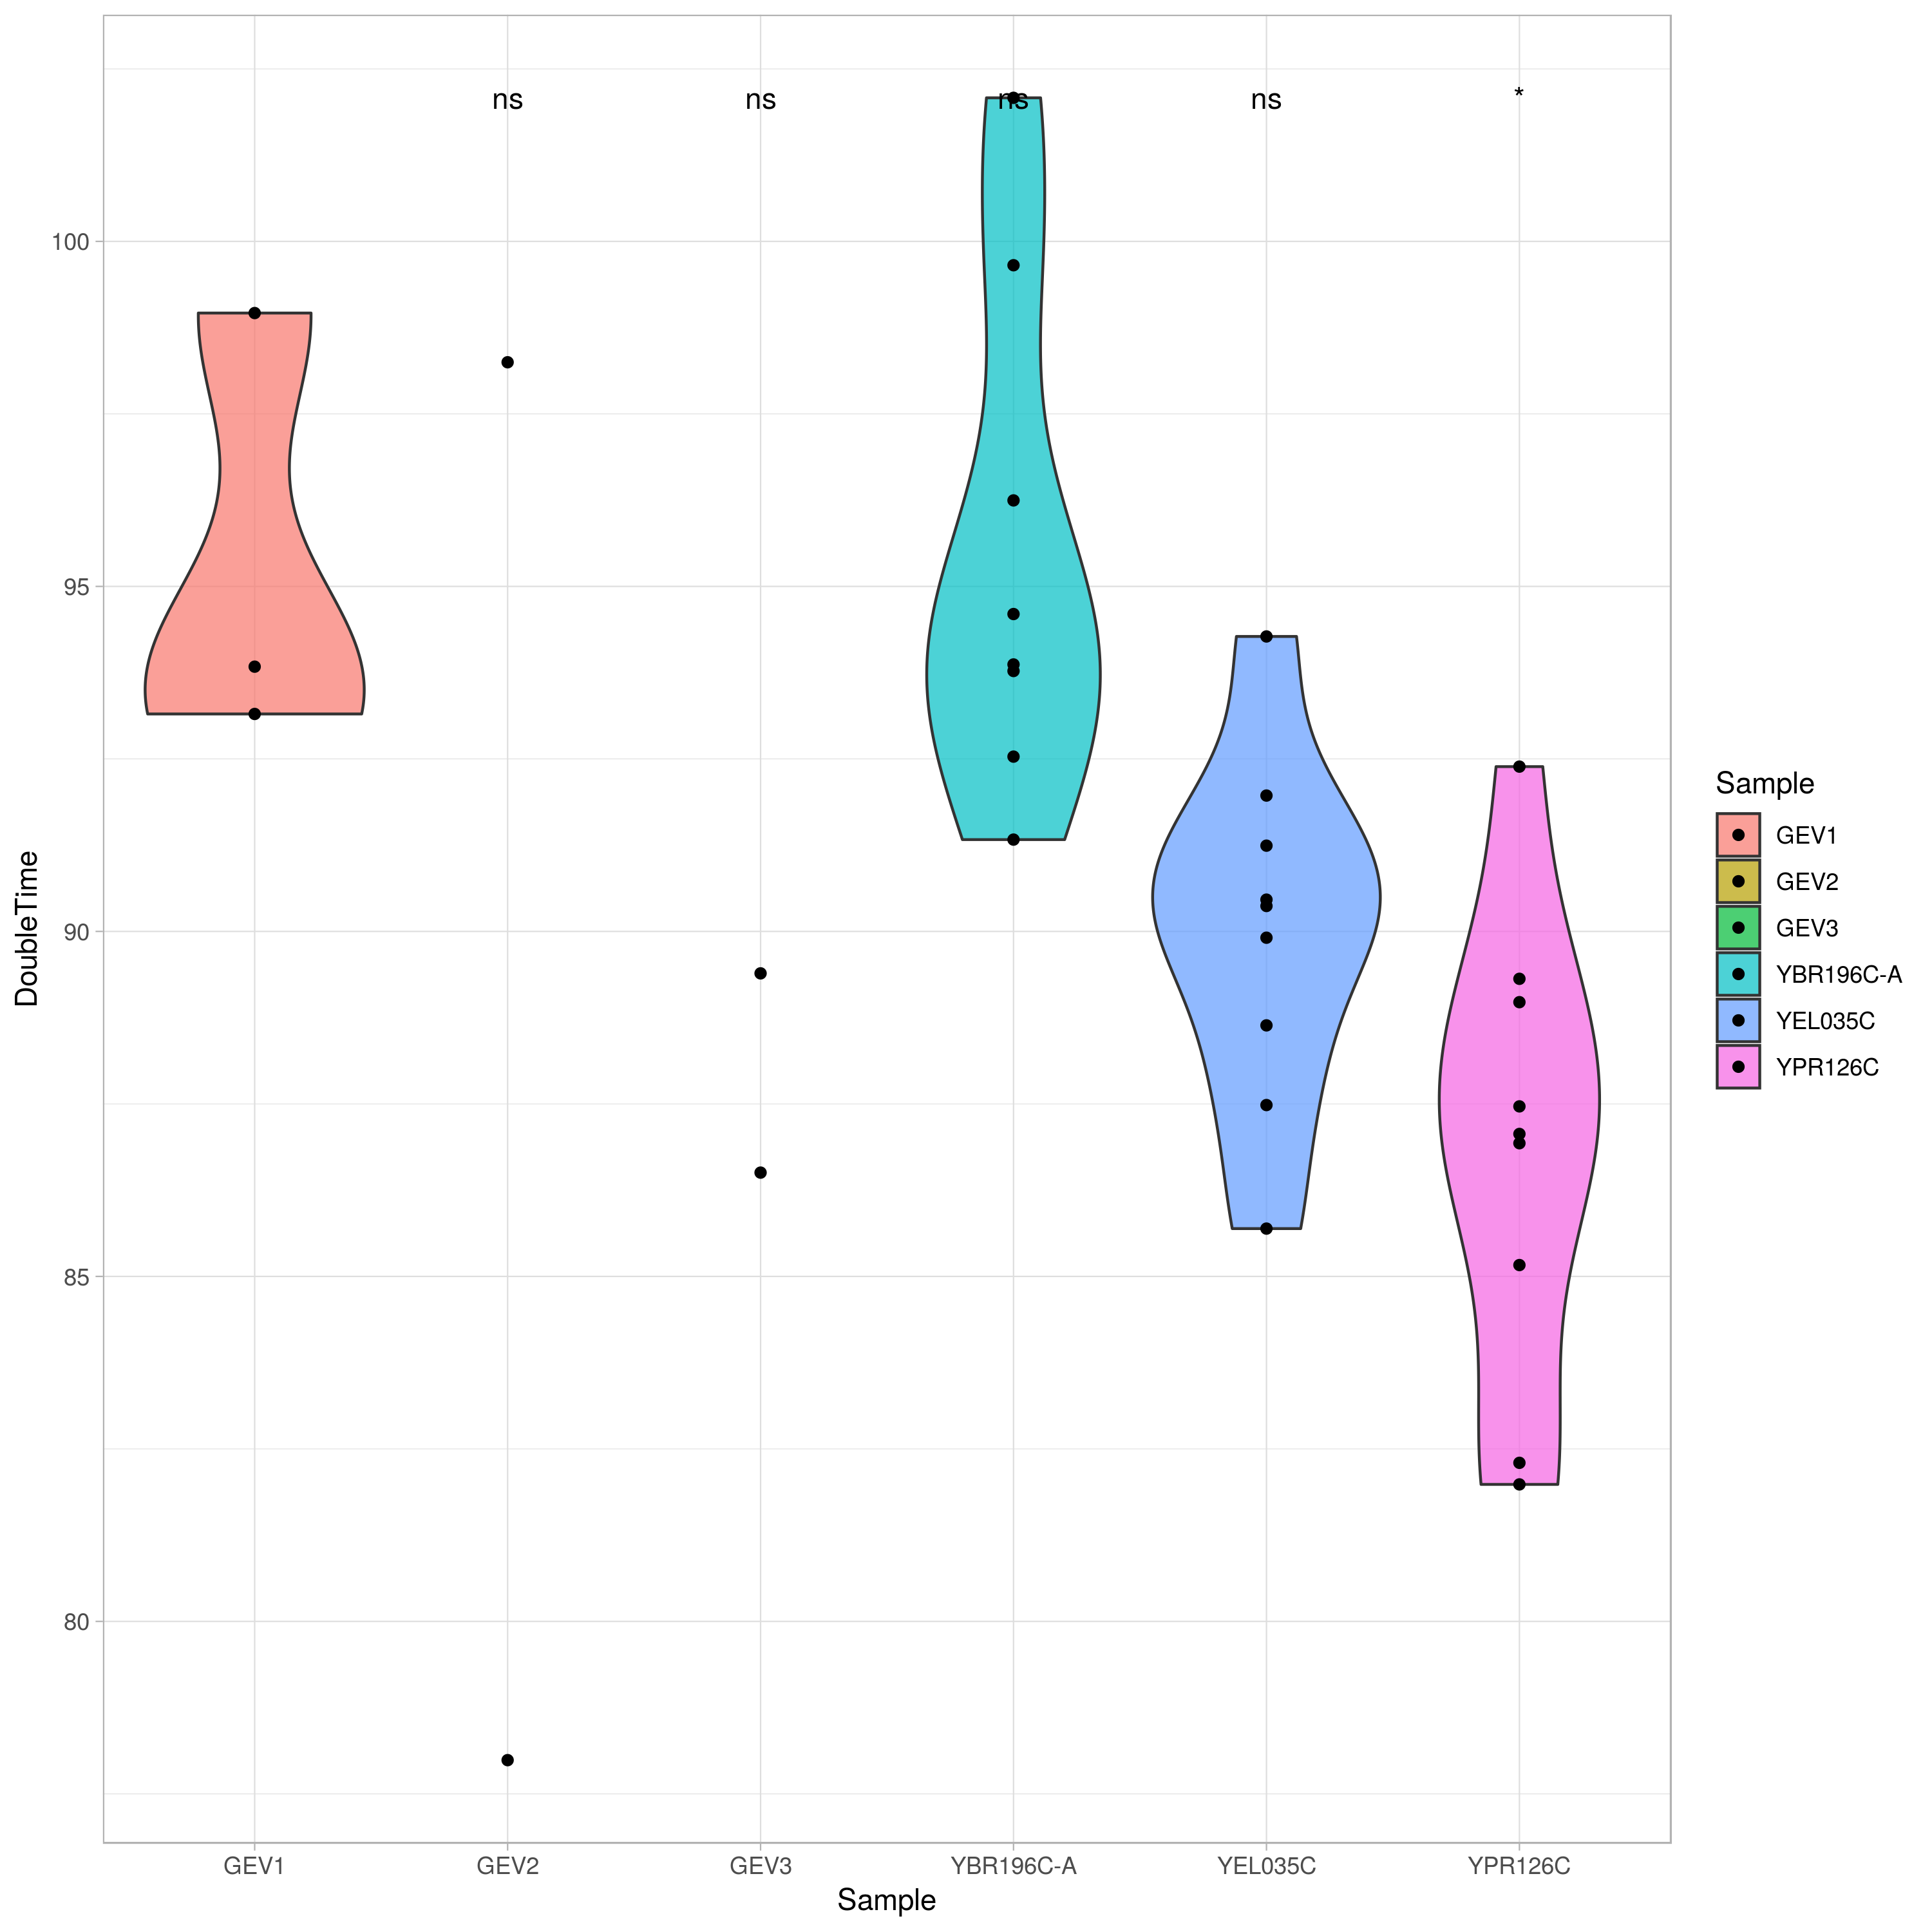 ns ns ns ns *
100
95
90
85
80
DoubleTime
GEV1 GEV2 GEV3 YBR196C-A YEL035C YPR126C
Sample
Sample
GEV1
GEV2
GEV3
YBR196C-A
YEL035C
YPR126C